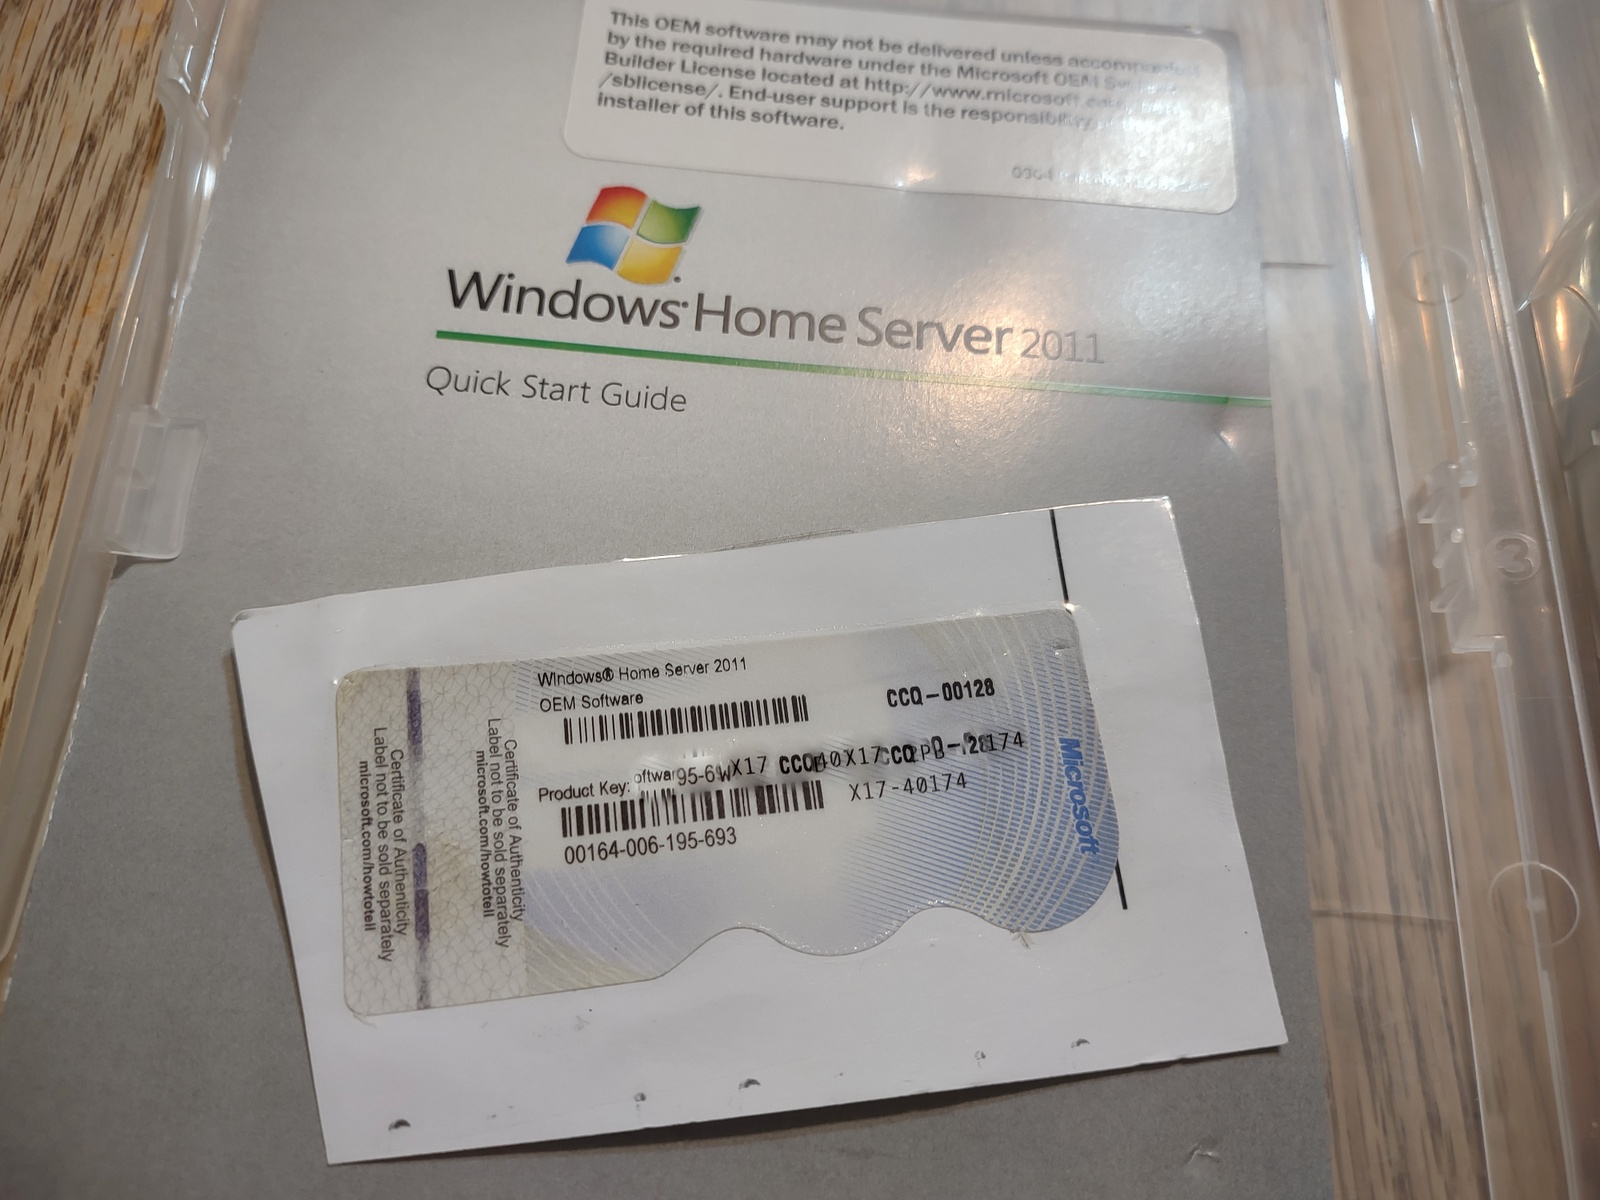 This OEM software may not be delivered unless accompanied
by the required hardware under the Microsoft OEM
Builder License located at http://www.microsoft.com
/sblicense/. End-user support is the responsibility
installer of this software.
Windows Home Server 2011
Quick Start Guide
Windows® Home Server 2011
OEM Software
CCQ-00128
Product Key:
X17-40174
00164-006-195-693
Microsoft
Certificate of Authenticity
Label not to be sold separately
microsoft.com/howtotell
Certificate of Authenticity
Label not to be sold separately
microsoft.com/howtotell
3